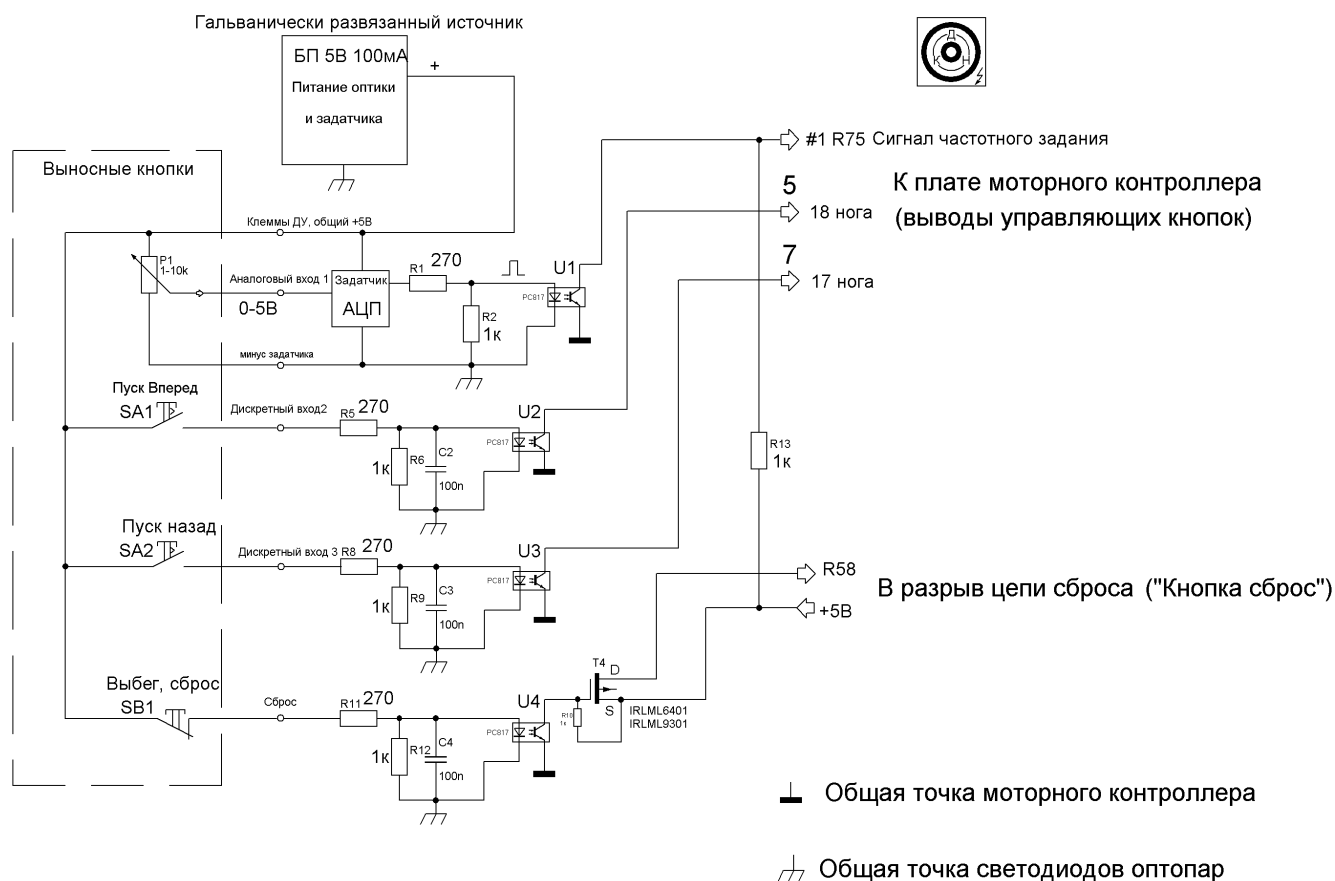 Гальванически развязанный источник
БП 5В 100мА
+
Питание оптики
и задатчика
Д
К Н
#1 R75 Сигнал частотного задания
Выносные кнопки
5
К плате моторного контроллера
18 нога
(выводы управляющих кнопок)
Клеммы ДУ, общий +5В
7
17 нога
P1
1-10k
Аналоговый вход 1
0-5В
Задатчик
АЦП
R1 270
U1
PC817
R2
1к
минус задатчика
Пуск Вперед
SA1
Дискретный вход2
R5 270
U2
PC817
R6
1к
C2
100n
R13
1к
Пуск назад
SA2
Дискретный вход 3
R8 270
U3
PC817
R9
1к
C3
100n
R58
В разрыв цепи сброса ("Кнопка сброс")
+5В
Выбег, сброс
SB1
Сброс
R11 270
U4
PC817
R12
1к
C4
100n
T4
D
S
R10
1к
IRLML6401
IRLML9301
Общая точка моторного контроллера
Общая точка светодиодов оптопар